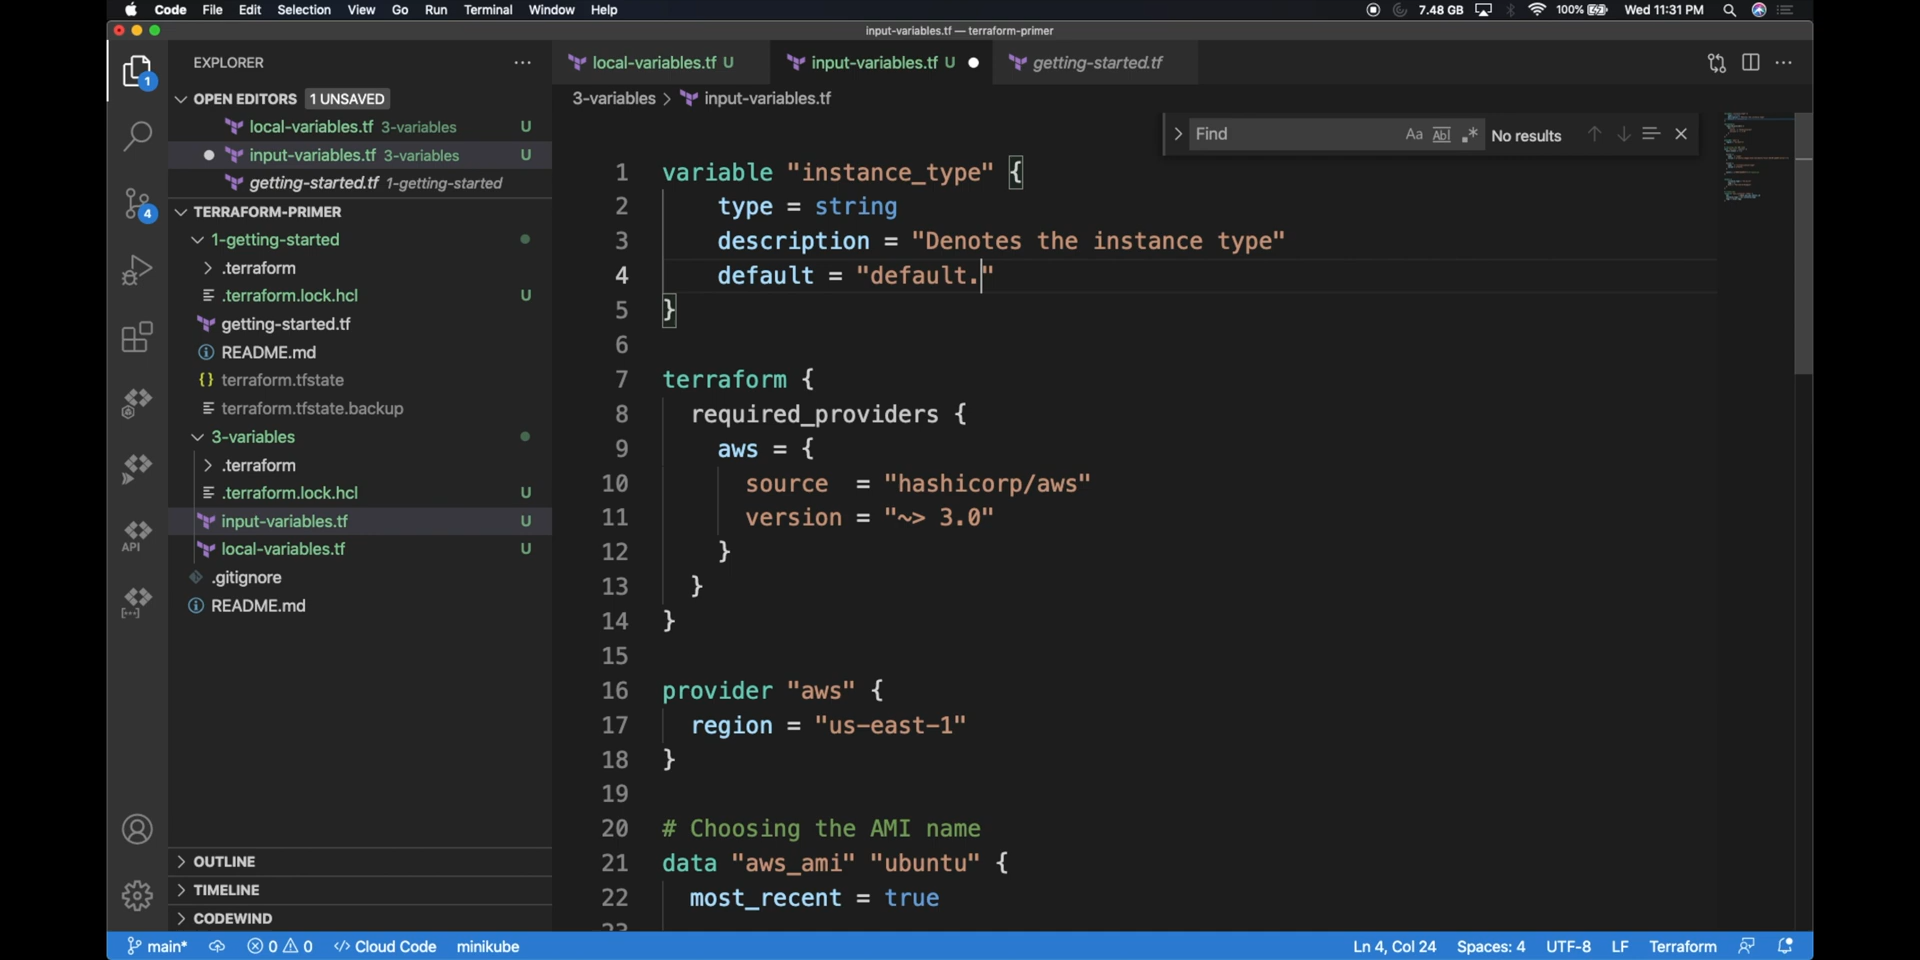 Code File Edit Selection View Go Run Terminal Window Help 7.48 GB 100% Wed 11:31 PM
input-variables.tf — terraform-primer
EXPLORER
OPEN EDITORS 1 UNSAVED
local-variables.tf 3-variables U
input-variables.tf 3-variables U
getting-started.tf 1-getting-started
TERRAFORM-PRIMER
1-getting-started
.terraform
.terraform.lock.hcl U
getting-started.tf
README.md
terraform.tfstate
terraform.tfstate.backup
3-variables
.terraform
.terraform.lock.hcl U
input-variables.tf U
local-variables.tf U
.gitignore
README.md
OUTLINE
TIMELINE
CODEWIND
1
4
API
local-variables.tf U input-variables.tf U getting-started.tf
3-variables > input-variables.tf
Find Aa Abl .* No results
1 variable "instance_type" {
2 type = string
3 description = "Denotes the instance type"
4 default = "default."
5 }
6
7 terraform {
8 required_providers {
9 aws = {
10 source = "hashicorp/aws"
11 version = "~> 3.0"
12 }
13 }
14 }
15
16 provider "aws" {
17 region = "us-east-1"
18 }
19
20 # Choosing the AMI name
21 data "aws_ami" "ubuntu" {
22 most_recent = true
main* 0 0 Cloud Code minikube Ln 4, Col 24 Spaces: 4 UTF-8 LF Terraform